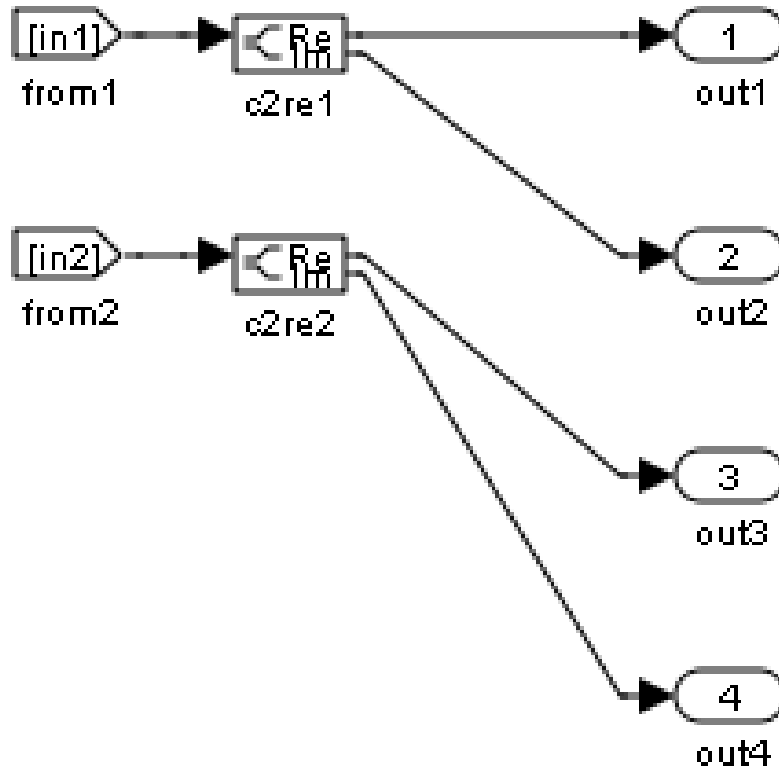 [in1] Re 1
Im
from1 c2re1 out1
[in2] Re 2
Im
from2 c2re2 out2
3
out3
4
out4